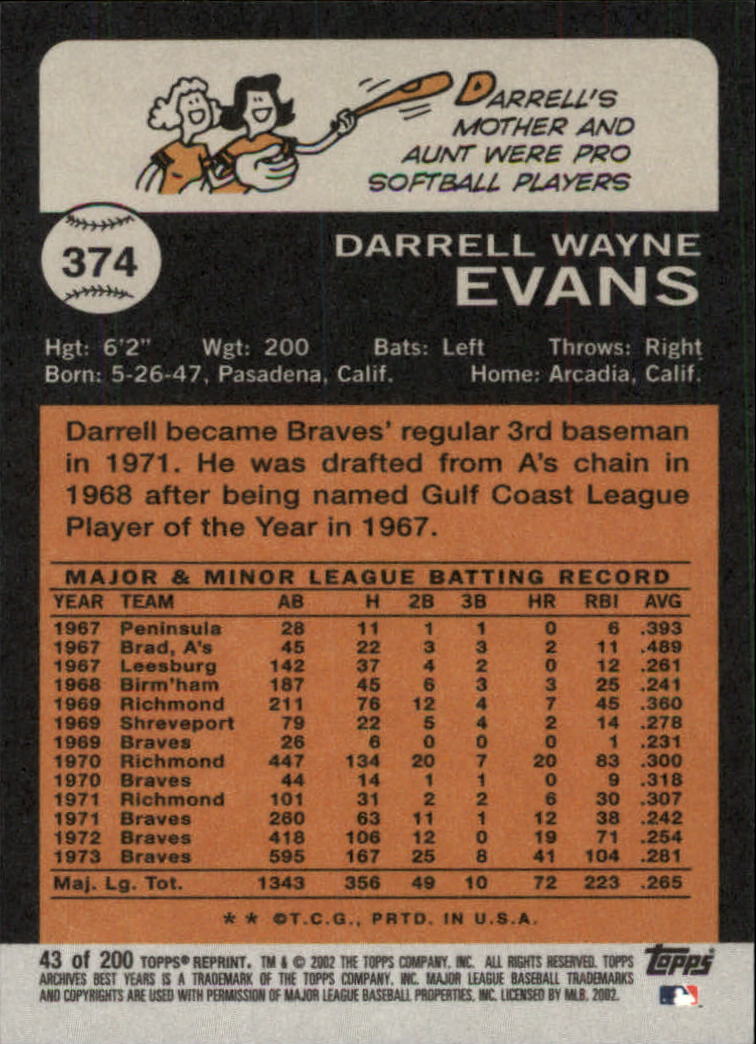 DARRELL'S
MOTHER AND
AUNT WERE PRO
SOFTBALL PLAYERS
374
DARRELL WAYNE
EVANS
Hgt: 6'2" Wgt: 200 Bats: Left Throws: Right
Born: 5-26-47, Pasadena, Calif. Home: Arcadia, Calif.
Darrell became Braves' regular 3rd baseman
in 1971. He was drafted from A's chain in
1968 after being named Gulf Coast League
Player of the Year in 1967.
MAJOR & MINOR LEAGUE BATTING RECORD
YEAR TEAM AB H 2B 3B HR RBI AVG
1967 Peninsula 28 11 1 1 0 6 .393
1967 Brad, A's 45 22 3 3 2 11 .489
1967 Leesburg 142 37 4 2 0 12 .261
1968 Birm'ham 187 45 6 3 3 25 .241
1969 Richmond 211 76 12 4 7 45 .360
1969 Shreveport 79 22 5 4 2 14 .278
1969 Braves 26 6 0 0 0 1 .231
1970 Richmond 447 134 20 7 20 83 .300
1970 Braves 44 14 1 1 0 9 .318
1971 Richmond 101 31 2 2 6 30 .307
1971 Braves 260 63 11 1 12 38 .242
1972 Braves 418 106 12 0 19 71 .254
1973 Braves 595 167 25 8 41 104 .281
Maj. Lg. Tot. 1343 356 49 10 72 223 .265
* * ©T.C.G., PRTD. IN U.S.A.
43 of 200 TOPPS® REPRINT. TM & © 2002 THE TOPPS COMPANY, INC. ALL RIGHTS RESERVED. TOPPS
ARCHIVES BEST YEARS IS A TRADEMARK OF THE TOPPS COMPANY, INC. MAJOR LEAGUE BASEBALL TRADEMARKS
AND COPYRIGHTS ARE USED WITH PERMISSION OF MAJOR LEAGUE BASEBALL PROPERTIES, INC. LICENSED BY MLB. 2002.
Topps